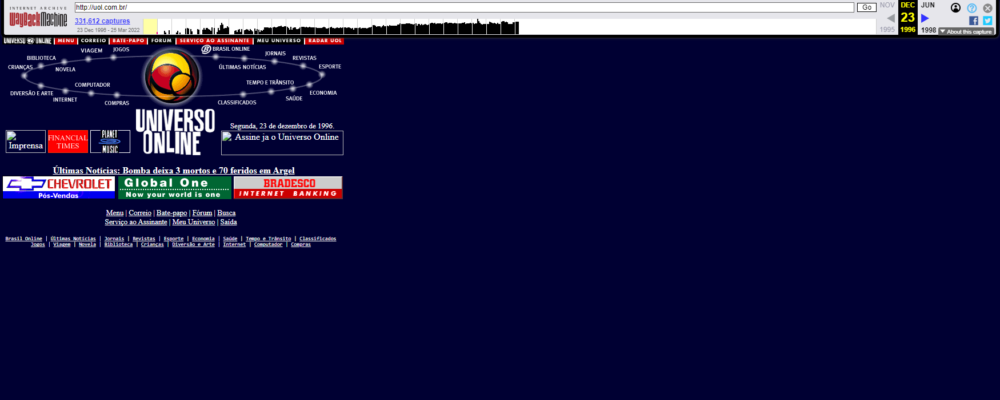 INTERNET ARCHIVE
WayBackMachine
http://uol.com.br/
Go
331,612 captures
23 Dec 1996 - 25 Mar 2022
NOV DEC JUN
23
1995 1996 1998
About this capture
UNIVERSO ONLINE MENU CORREIO BATE-PAPO FORUM SERVIÇO AO ASSINANTE MEU UNIVERSO RADAR UOL
VIAGEM JOGOS BRASIL ONLINE JORNAIS
BIBLIOTECA REVISTAS
CRIANÇAS NOVELA ÚLTIMAS NOTÍCIAS ESPORTE
COMPUTADOR TEMPO E TRÂNSITO
DIVERSÃO E ARTE ECONOMIA
INTERNET COMPRAS CLASSIFICADOS SAÚDE
UNIVERSO
ONLINE
Segunda, 23 de dezembro de 1996.
Imprensa
FINANCIAL
TIMES
PLANET
MUSIC
Assine ja o Universo Online
Últimas Notícias: Bomba deixa 3 mortos e 70 feridos em Argel
CHEVROLET
Pós-Vendas
Global One
Now your world is one
BRADESCO
INTERNET BANKING
Menu | Correio | Bate-papo | Fórum | Busca
Serviço ao Assinante | Meu Universo | Saída
Brasil Online | Últimas Notícias | Jornais | Revistas | Esporte | Economia | Saúde | Tempo e Trânsito | Classificados
Jogos | Viagem | Novela | Biblioteca | Crianças | Diversão e Arte | Internet | Computador | Compras